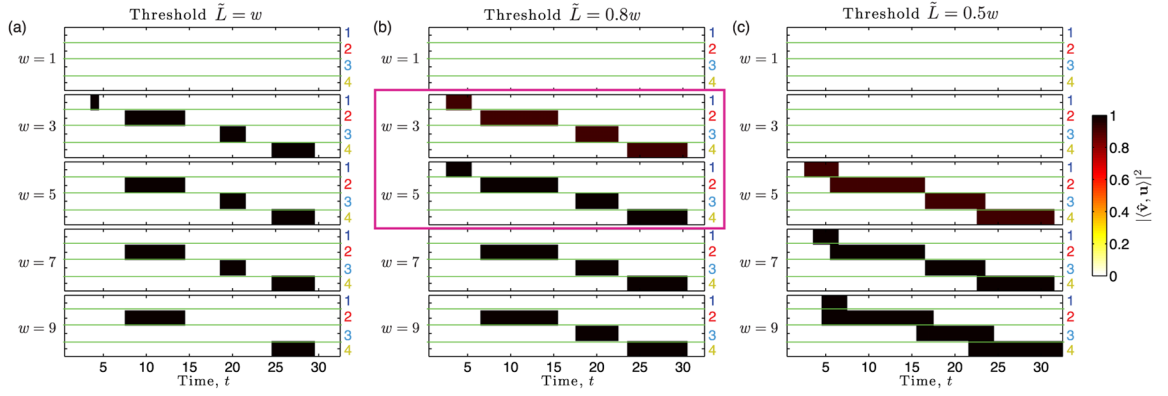 (a) Threshold L̃ = w
w = 1
1
2
3
4
w = 3
1
2
3
4
w = 5
1
2
3
4
w = 7
1
2
3
4
w = 9
1
2
3
4
5 10 15 20 25 30
Time, t
(b) Threshold L̃ = 0.8w
w = 1
1
2
3
4
w = 3
1
2
3
4
w = 5
1
2
3
4
w = 7
1
2
3
4
w = 9
1
2
3
4
5 10 15 20 25 30
Time, t
(c) Threshold L̃ = 0.5w
w = 1
1
2
3
4
w = 3
1
2
3
4
w = 5
1
2
3
4
w = 7
1
2
3
4
w = 9
1
2
3
4
5 10 15 20 25 30
Time, t
1
0.8
0.6
0.4
0.2
0
|⟨v̂, u⟩|²